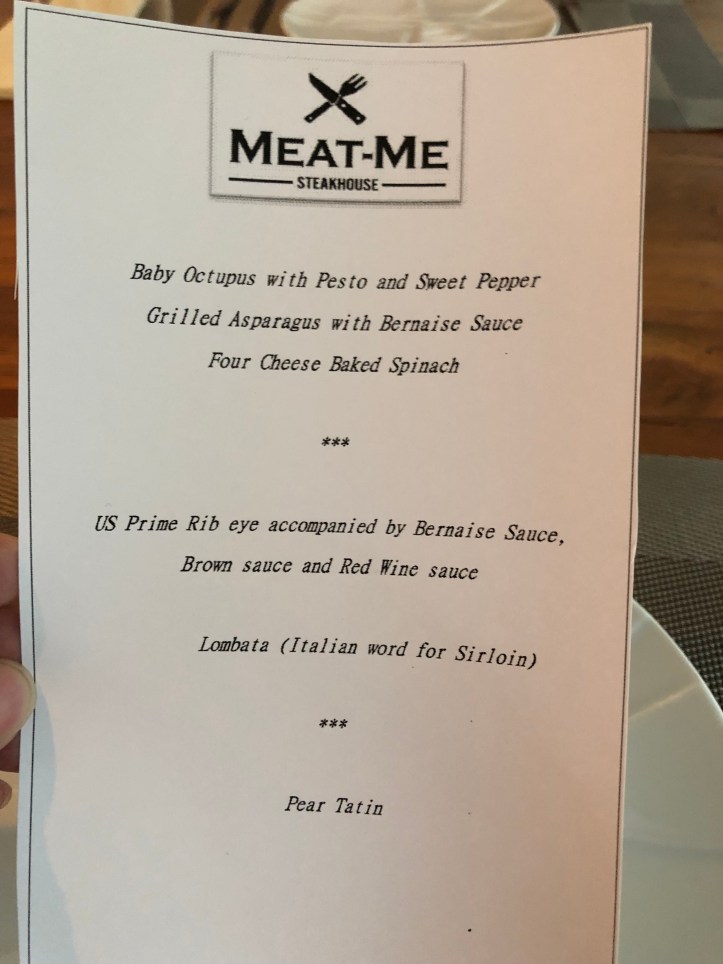 MEAT-ME
STEAKHOUSE
Baby Octupus with Pesto and Sweet Pepper
Grilled Asparagus with Bernaise Sauce
Four Cheese Baked Spinach
***
US Prime Rib eye accompanied by Bernaise Sauce,
Brown sauce and Red Wine sauce
Lombata (Italian word for Sirloin)
***
Pear Tatin